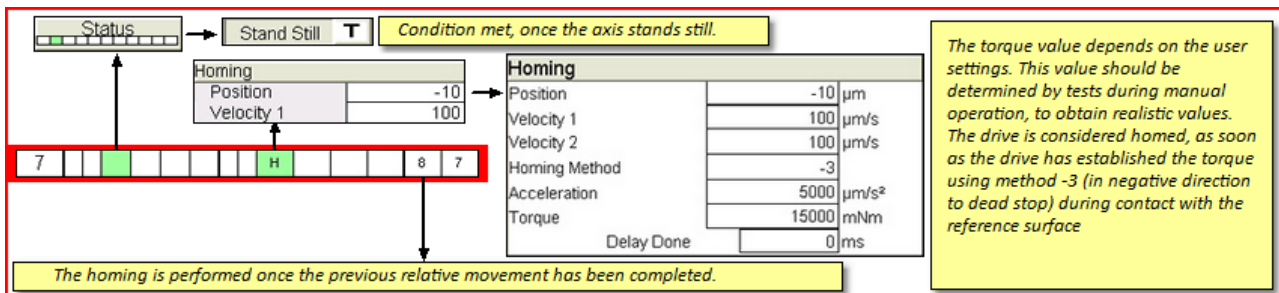 Status
Stand Still T
Condition met, once the axis stands still.
Homing
Position -10
Velocity 1 100
Homing
Position -10 µm
Velocity 1 100 µm/s
Velocity 2 100 µm/s
Homing Method -3
Acceleration 5000 µm/s²
Torque 15000 mNm
Delay Done 0 ms
The torque value depends on the user
settings. This value should be
determined by tests during manual
operation, to obtain realistic values.
The drive is considered homed, as soon
as the drive has established the torque
using method -3 (in negative direction
to dead stop) during contact with the
reference surface
7 H 8 7
The homing is performed once the previous relative movement has been completed.